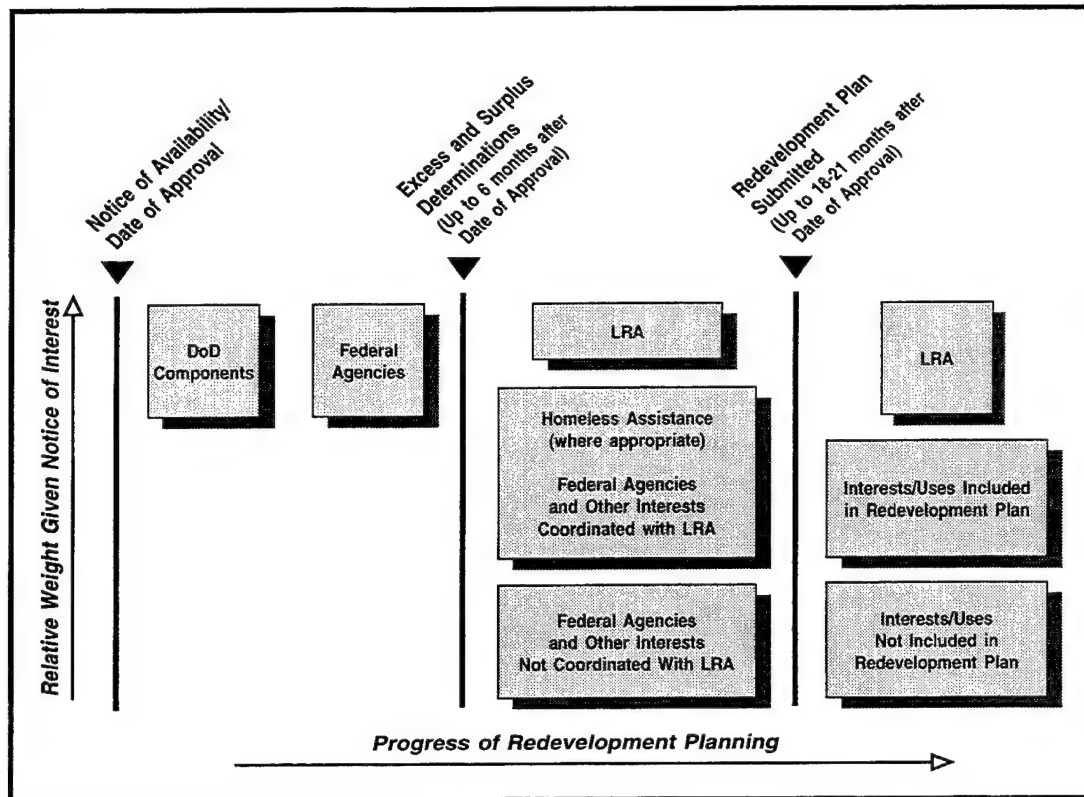 Notice of Availability/
Date of Approval
Excess and Surplus
Determinations
(Up to 6 months after
Date of Approval)
Redevelopment Plan
Submitted
(Up to 18-21 months after
Date of Approval)
Relative Weight Given Notice of Interest
DoD
Components
Federal
Agencies
LRA
Homeless Assistance
(where appropriate)
Federal Agencies
and Other Interests
Coordinated with LRA
Federal Agencies
and Other Interests
Not Coordinated With LRA
LRA
Interests/Uses Included
in Redevelopment Plan
Interests/Uses
Not Included in
Redevelopment Plan
Progress of Redevelopment Planning